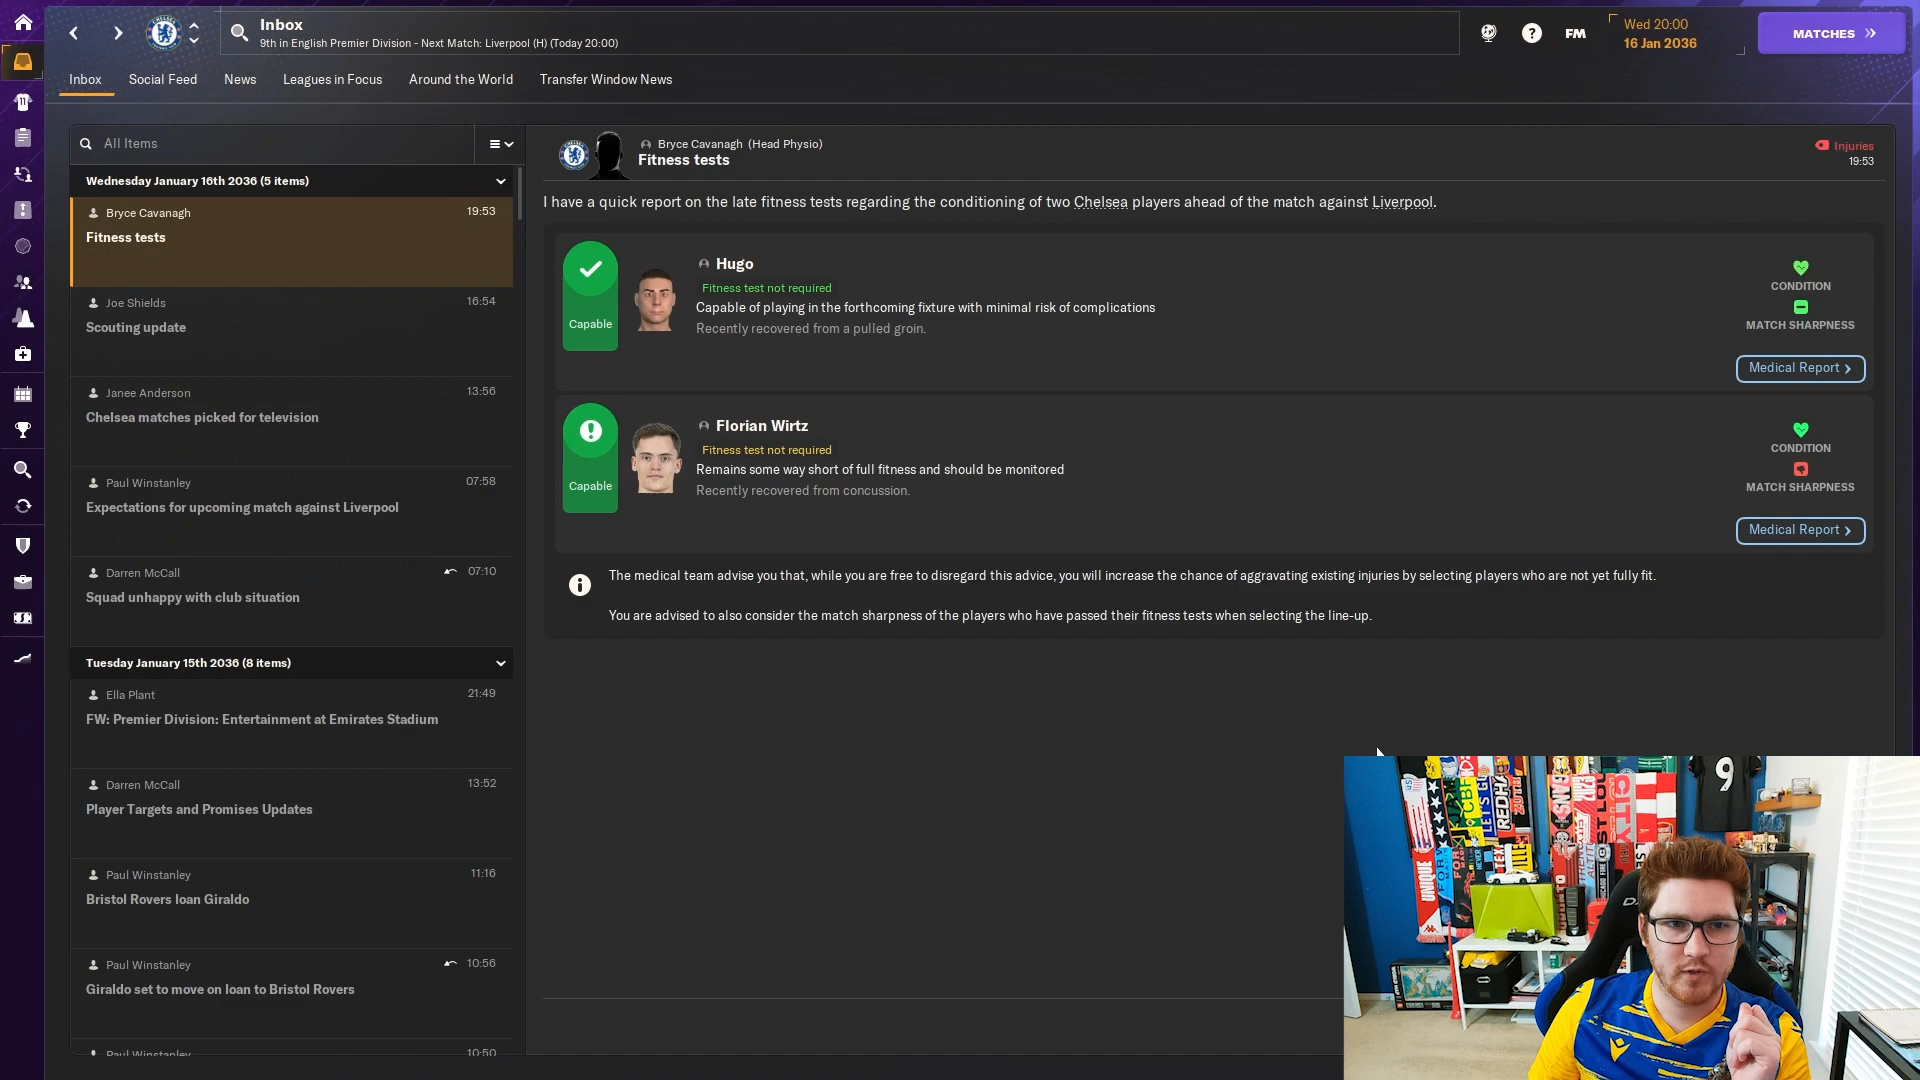 Inbox
9th in English Premier Division - Next Match: Liverpool (H) (Today 20:00)
FM
Wed 20:00
16 Jan 2036
MATCHES
Inbox
Social Feed
News
Leagues in Focus
Around the World
Transfer Window News
All Items
Wednesday January 16th 2036 (5 items)
Bryce Cavanagh
19:53
Fitness tests
Joe Shields
16:54
Scouting update
Janee Anderson
13:56
Chelsea matches picked for television
Paul Winstanley
07:58
Expectations for upcoming match against Liverpool
Darren McCall
07:10
Squad unhappy with club situation
Tuesday January 15th 2036 (8 items)
Ella Plant
21:49
FW: Premier Division: Entertainment at Emirates Stadium
Darren McCall
13:52
Player Targets and Promises Updates
Paul Winstanley
11:16
Bristol Rovers loan Giraldo
Paul Winstanley
10:56
Giraldo set to move on loan to Bristol Rovers
Paul Winstanley
10:50
Bryce Cavanagh (Head Physio)
Fitness tests
Injuries
19:53
I have a quick report on the late fitness tests regarding the conditioning of two Chelsea players ahead of the match against Liverpool.
Capable
Hugo
Fitness test not required
Capable of playing in the forthcoming fixture with minimal risk of complications
Recently recovered from a pulled groin.
CONDITION
MATCH SHARPNESS
Medical Report
Capable
Florian Wirtz
Fitness test not required
Remains some way short of full fitness and should be monitored
Recently recovered from concussion.
CONDITION
MATCH SHARPNESS
Medical Report
The medical team advise you that, while you are free to disregard this advice, you will increase the chance of aggravating existing injuries by selecting players who are not yet fully fit.
You are advised to also consider the match sharpness of the players who have passed their fitness tests when selecting the line-up.
9
UNIQUE
CBF
CITY